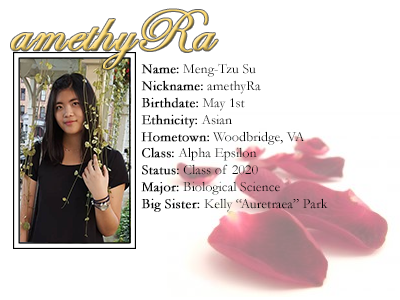 amethyRa
Name: Meng-Tzu Su
Nickname: amethyRa
Birthdate: May 1st
Ethnicity: Asian
Hometown: Woodbridge, VA
Class: Alpha Epsilon
Status: Class of 2020
Major: Biological Science
Big Sister: Kelly “Auretraea” Park